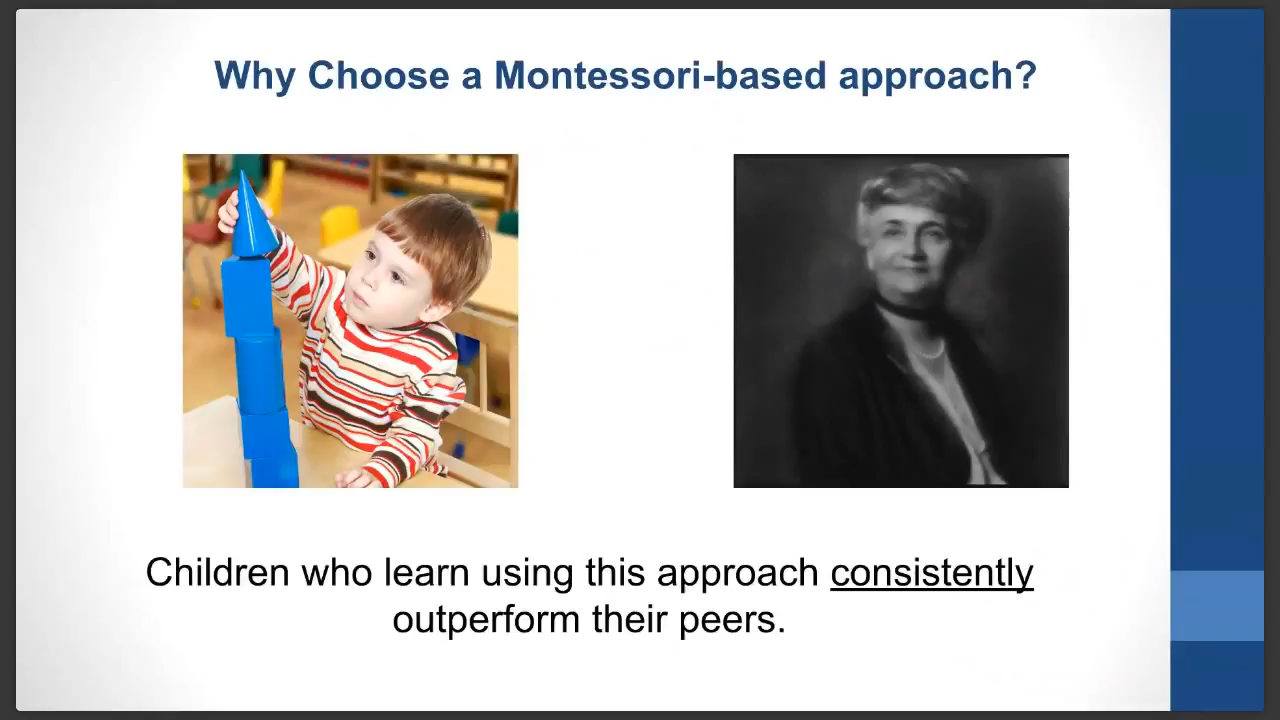 Why Choose a Montessori-based approach?
Children who learn using this approach consistently
outperform their peers.